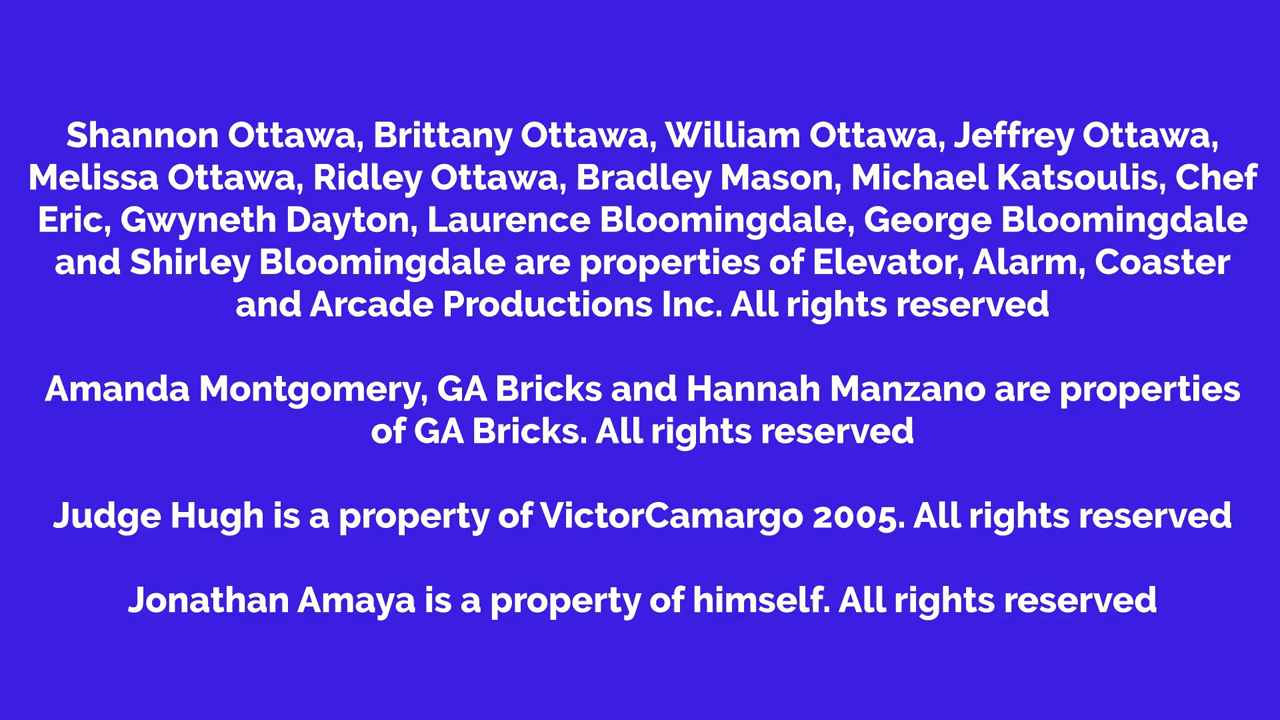 Shannon Ottawa, Brittany Ottawa, William Ottawa, Jeffrey Ottawa,
Melissa Ottawa, Ridley Ottawa, Bradley Mason, Michael Katsoulis, Chef
Eric, Gwyneth Dayton, Laurence Bloomingdale, George Bloomingdale
and Shirley Bloomingdale are properties of Elevator, Alarm, Coaster
and Arcade Productions Inc. All rights reserved
Amanda Montgomery, GA Bricks and Hannah Manzano are properties
of GA Bricks. All rights reserved
Judge Hugh is a property of VictorCamargo 2005. All rights reserved
Jonathan Amaya is a property of himself. All rights reserved